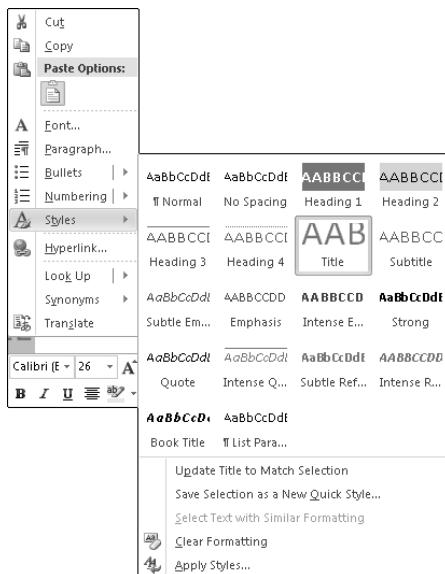 Cut
Copy
Paste Options:
A Font...
Paragraph...
Bullets
Numbering
Styles
Hyperlink...
Look Up
Synonyms
Translate
Calibri (E 26 A
B I U ab
AaBbCcDdE AaBbCcDdE AABBCCI AABBCCI
¶ Normal No Spacing Heading 1 Heading 2
AABBCCI AABBCCI AAB AABBCC
Heading 3 Heading 4 Title Subtitle
AaBbCcDdE AABBCCDD AABBCCD AaBbCcDdE
Subtle Em... Emphasis Intense E... Strong
AaBbCcDdE AaBbCcDdE AaBbCcDdE AABBCCDD
Quote Intense Q... Subtle Ref... Intense R...
AaBbCcDc AaBbCcDdE
Book Title ¶ List Para...
Update Title to Match Selection
Save Selection as a New Quick Style...
Select Text with Similar Formatting
Clear Formatting
Apply Styles...